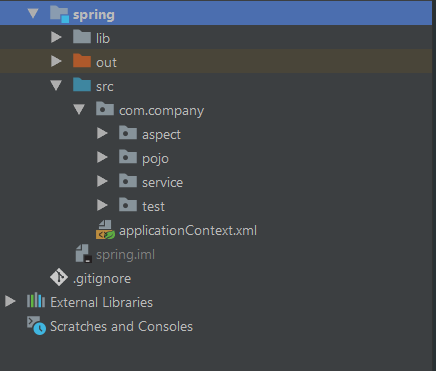 spring
lib
out
src
com.company
aspect
pojo
service
test
applicationContext.xml
spring.iml
.gitignore
External Libraries
Scratches and Consoles